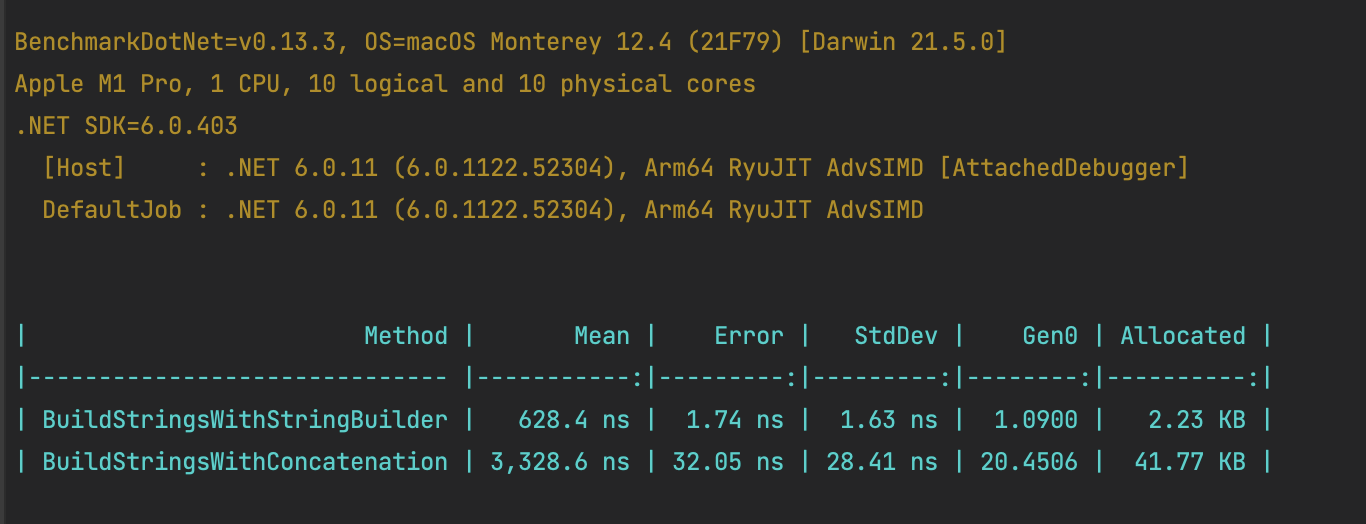 BenchmarkDotNet=v0.13.3, OS=macOS Monterey 12.4 (21F79) [Darwin 21.5.0]
Apple M1 Pro, 1 CPU, 10 logical and 10 physical cores
.NET SDK=6.0.403
  [Host]     : .NET 6.0.11 (6.0.1122.52304), Arm64 RyuJIT AdvSIMD [AttachedDebugger]
  DefaultJob : .NET 6.0.11 (6.0.1122.52304), Arm64 RyuJIT AdvSIMD
|                        Method |       Mean |    Error |   StdDev |    Gen0 | Allocated |
|------------------------------ |-----------:|---------:|---------:|--------:|----------:|
| BuildStringsWithStringBuilder |   628.4 ns |  1.74 ns |  1.63 ns |  1.0900 |   2.23 KB |
| BuildStringsWithConcatenation | 3,328.6 ns | 32.05 ns | 28.41 ns | 20.4506 |  41.77 KB |